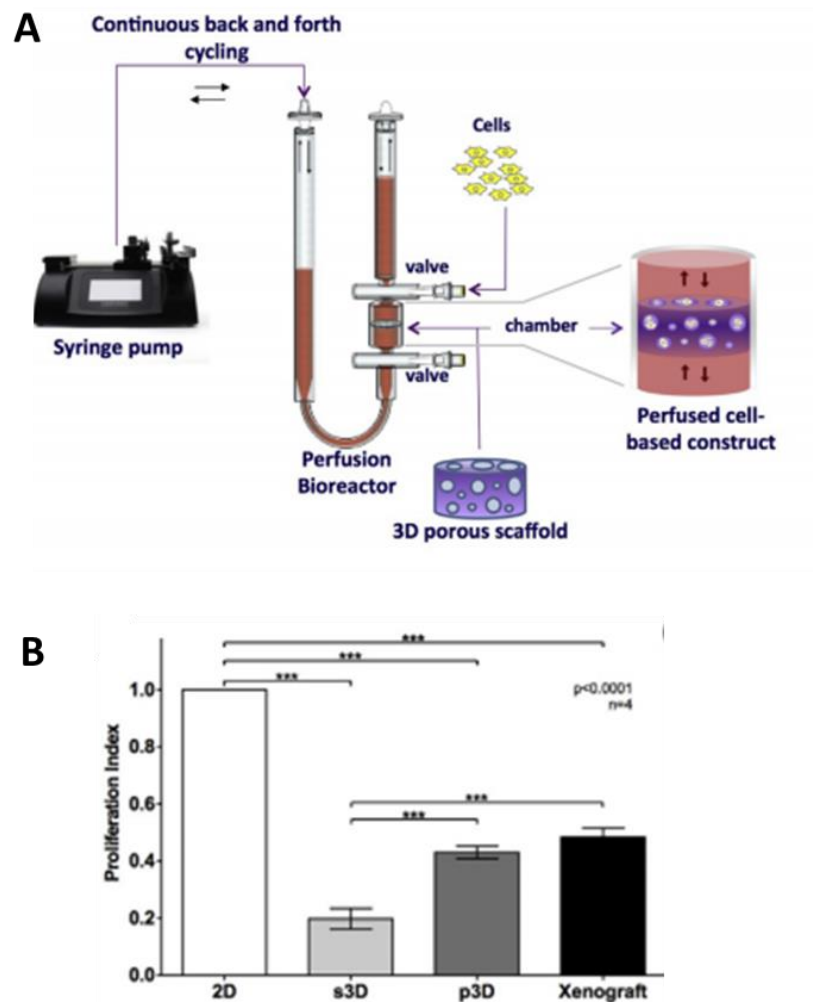 A
Continuous back and forth
cycling
Cells
valve
Syringe pump
chamber
valve
Perfused cell-
based construct
Perfusion
Bioreactor
3D porous scaffold
B
***
***
***
p<0.0001
n=4
1.0
0.8
0.6
0.4
0.2
0.0
***
***
Proliferation Index
2D
s3D
p3D
Xenograft